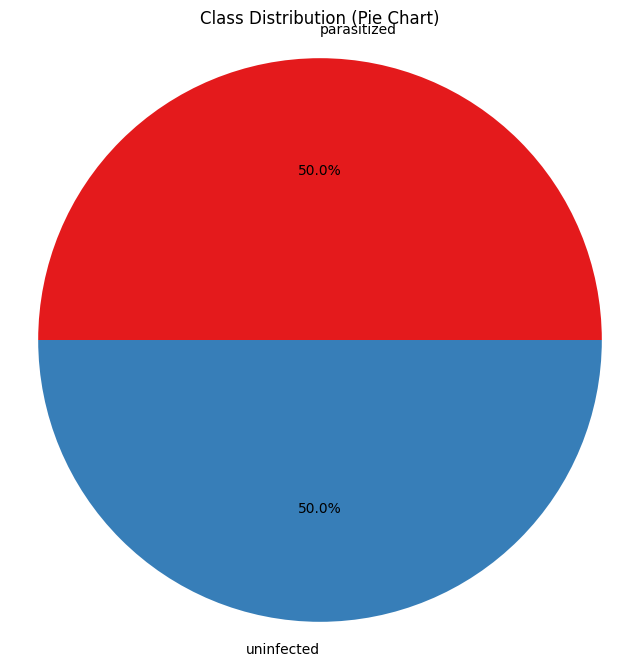 Class Distribution (Pie Chart)
parasitized
50.0%
50.0%
uninfected